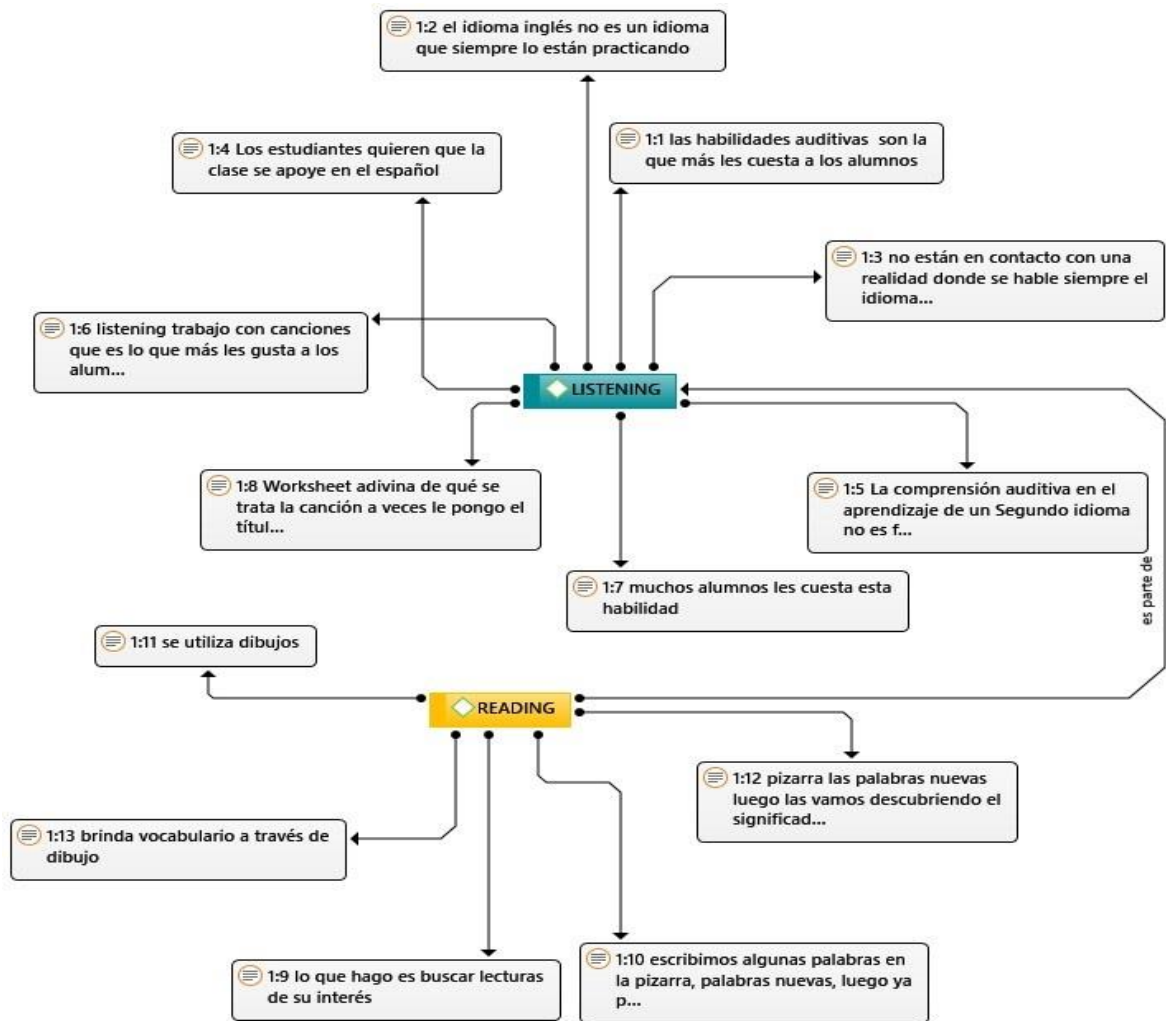 1:2 el idioma inglés no es un idioma
que siempre lo están practicando
1:4 Los estudiantes quieren que la
clase se apoye en el español
1:1 las habilidades auditivas son la
que más les cuesta a los alumnos
1:3 no están en contacto con una
realidad donde se hable siempre el
idioma...
1:6 listening trabajo con canciones
que es lo que más les gusta a los
alum...
LISTENING
1:8 Worksheet adivina de qué se
trata la canción a veces le pongo el
títul...
1:5 La comprensión auditiva en el
aprendizaje de un Segundo idioma
no es f...
1:7 muchos alumnos les cuesta esta
habilidad
es parte de
1:11 se utiliza dibujos
READING
1:12 pizarra las palabras nuevas
luego las vamos descubriendo el
significad...
1:13 brinda vocabulario a través de
dibujo
1:9 lo que hago es buscar lecturas
de su interés
1:10 escribimos algunas palabras en
la pizarra, palabras nuevas, luego ya
p...